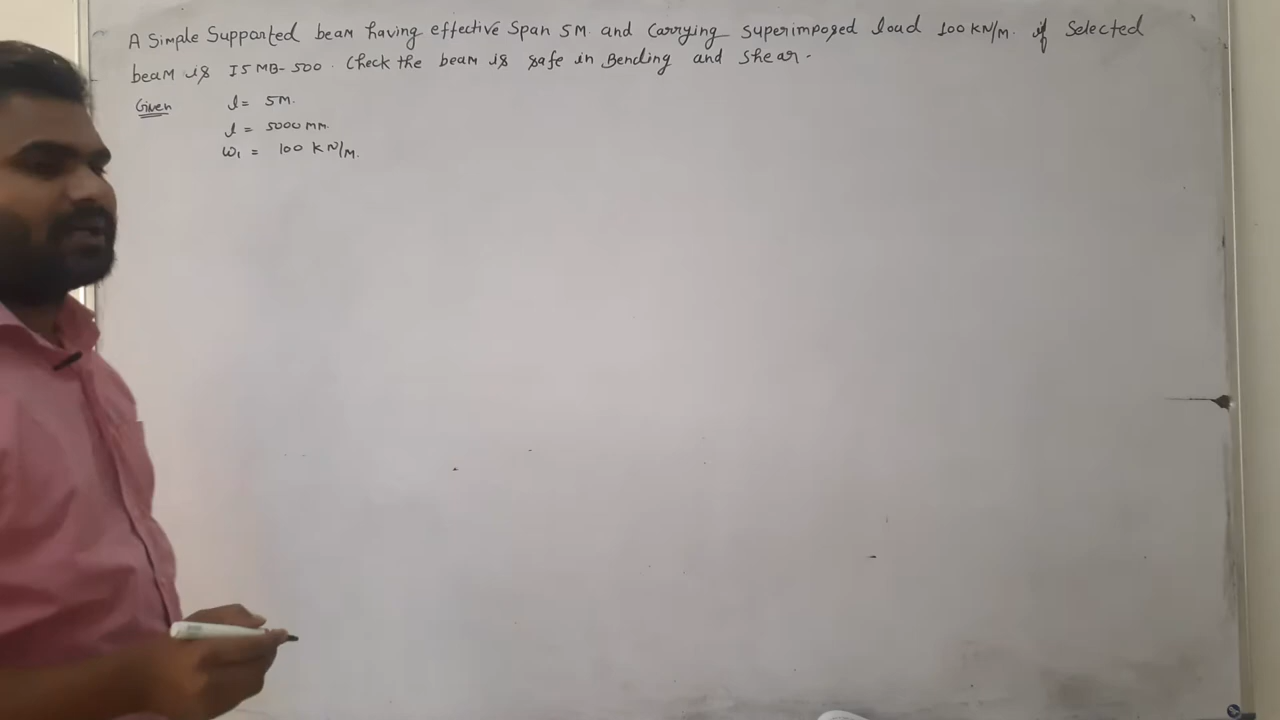 A Simple Supported beam having effective Span 5M. and Carrying superimposed load 100 KN/M. if Selected
beam is ISMB-500. Check the beam is safe in Bending and Shear.
Given l = 5M.
l = 5000 MM.
W1 = 100 KN/M.